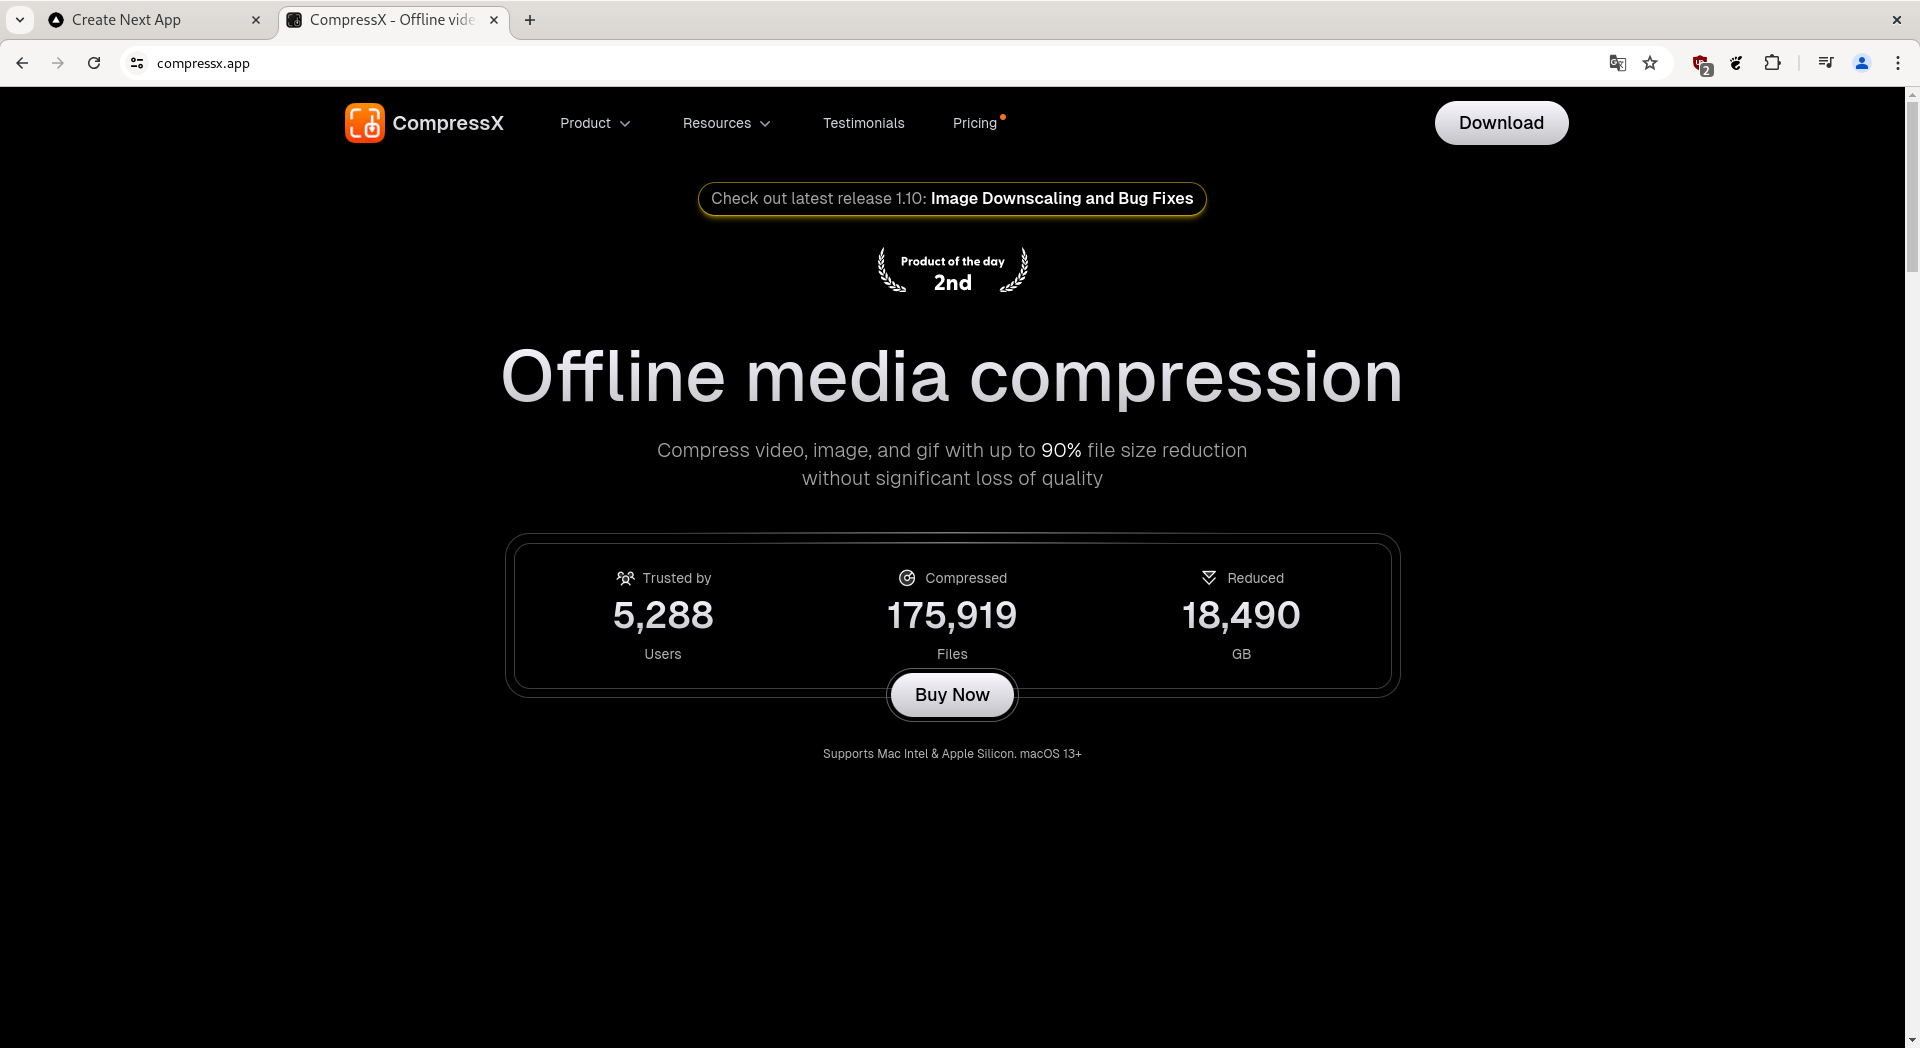 Create Next App
CompressX - Offline vide
compressx.app
2
CompressX
Product
Resources
Testimonials
Pricing
Download
Check out latest release 1.10: Image Downscaling and Bug Fixes
Product of the day
2nd
Offline media compression
Compress video, image, and gif with up to 90% file size reduction
without significant loss of quality
Trusted by
5,288
Users
Compressed
175,919
Files
Reduced
18,490
GB
Buy Now
Supports Mac Intel & Apple Silicon. macOS 13+